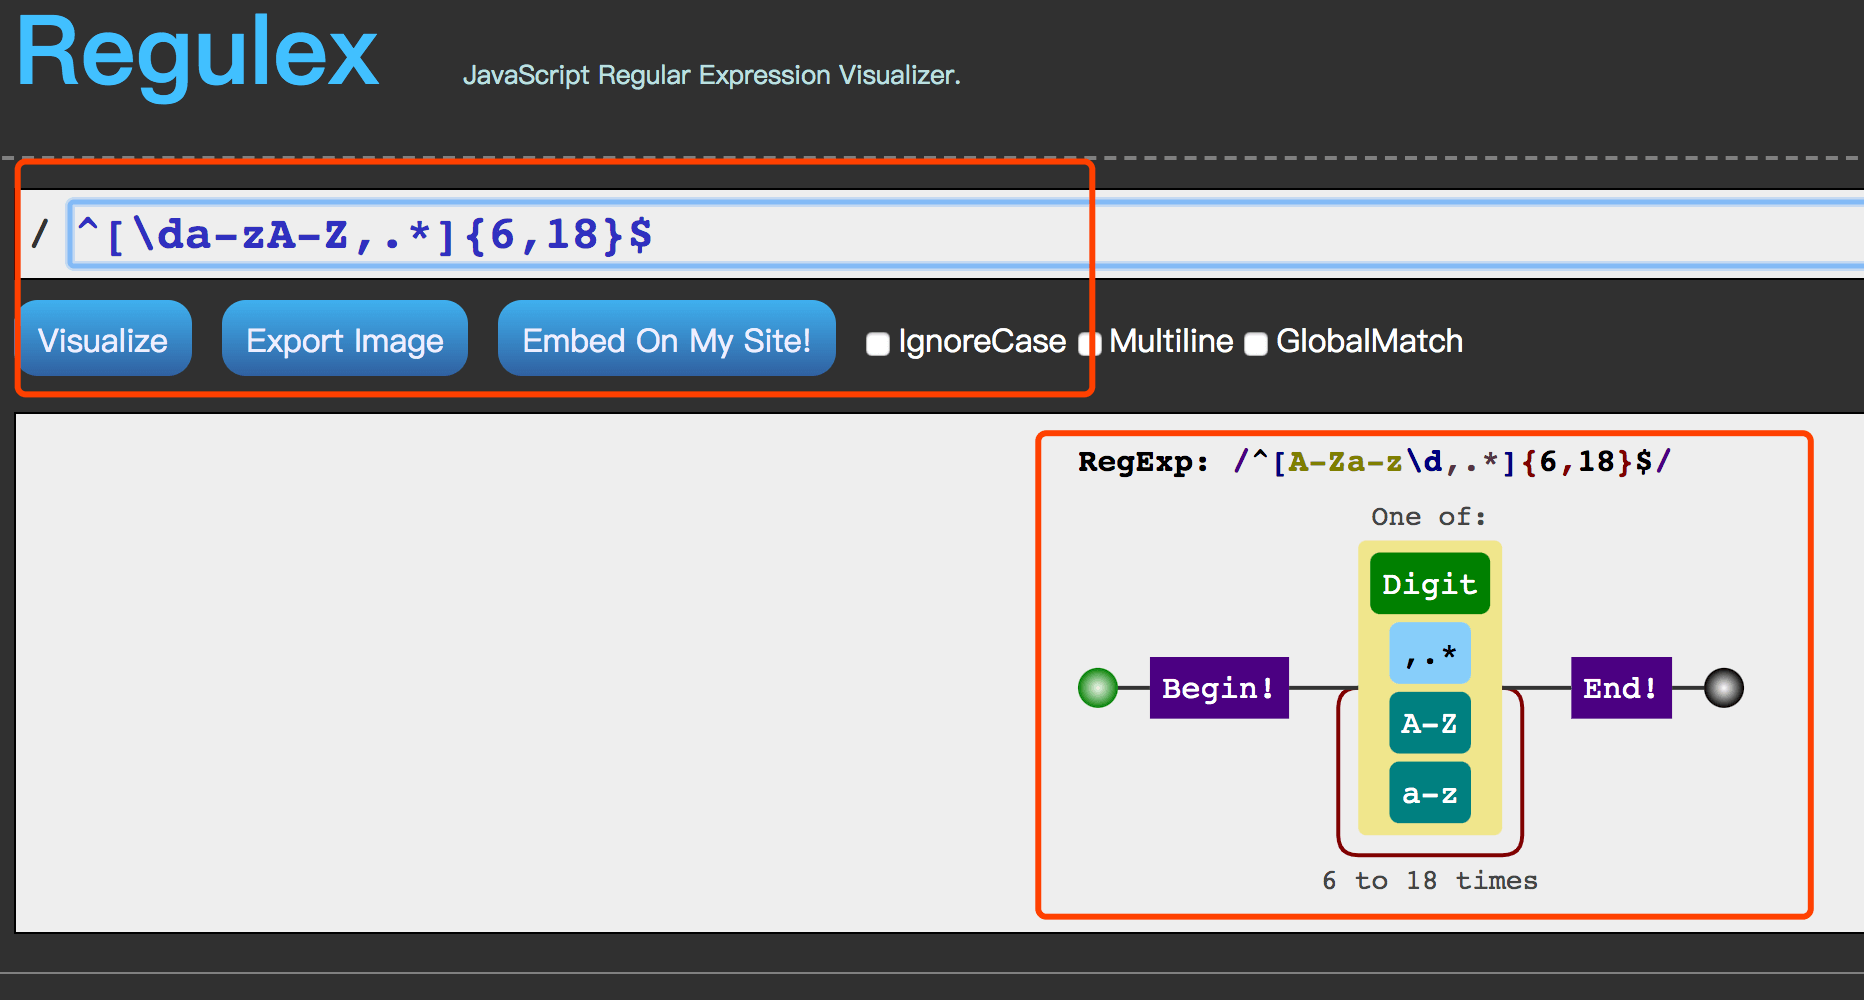 Regulex
JavaScript Regular Expression Visualizer.
/ ^[\da-zA-Z,.*]{6,18}$
Visualize Export Image Embed On My Site! IgnoreCase Multiline GlobalMatch
RegExp: /^[A-Za-z\d,.*]{6,18}$/
One of:
Digit
,.*
Begin! End!
A-Z
a-z
6 to 18 times